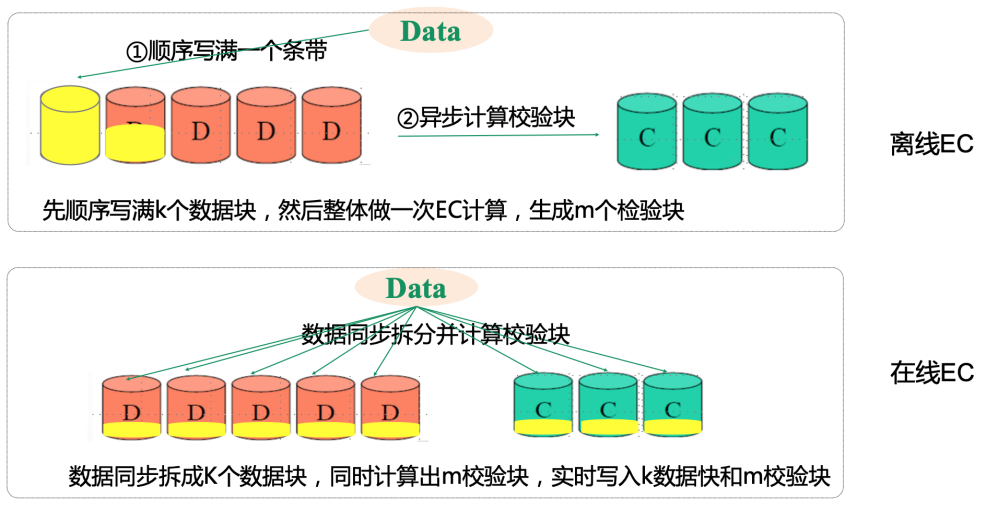 Data
①顺序写满一个条带
D D D D
②异步计算校验块
C C C
离线EC
先顺序写满k个数据块，然后整体做一次EC计算，生成m个检验块
Data
数据同步拆分并计算校验块
D D D D D
C C C
在线EC
数据同步拆成K个数据块，同时计算出m校验块，实时写入k数据快和m校验块